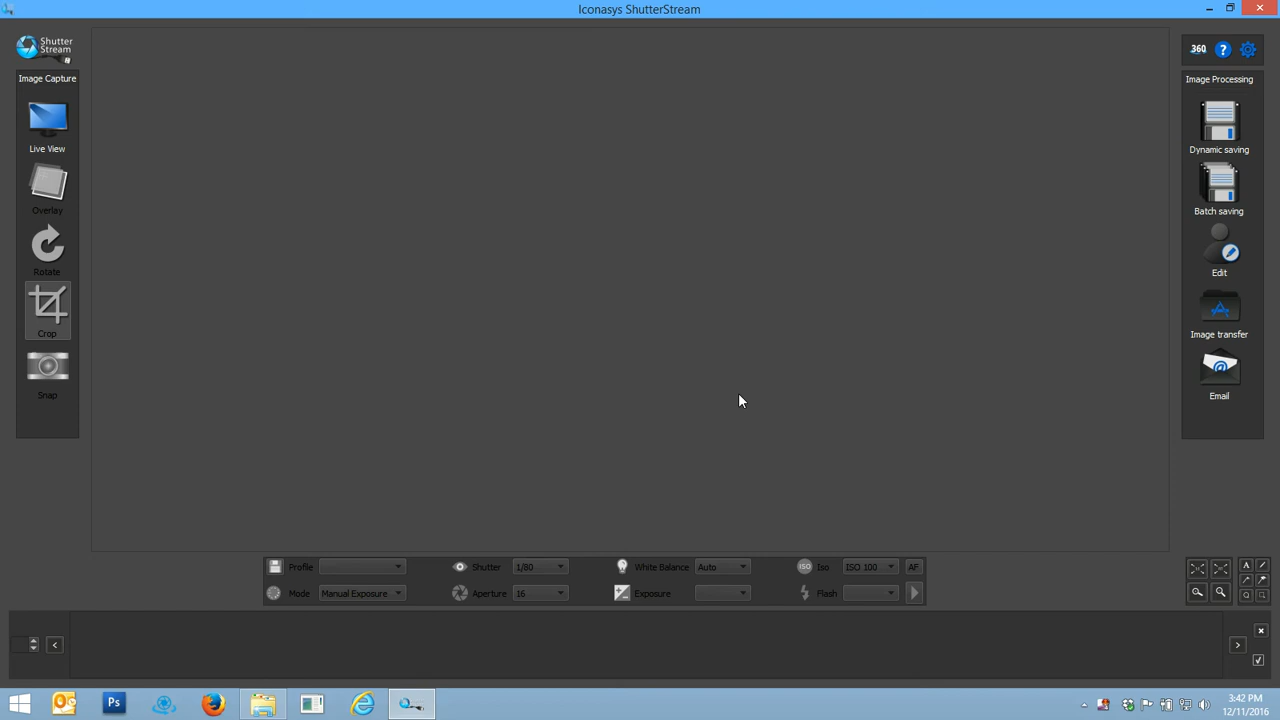 Iconasys ShutterStream
Shutter
Stream
Image Capture
Live View
Overlay
Rotate
Crop
Snap
360 ?
Image Processing
Dynamic saving
Batch saving
Edit
Image transfer
@
Email
Profile Shutter 1/80 White Balance Auto ISO Iso ISO 100 AF
Mode Manual Exposure Aperture 16 Exposure Flash
A
< >
Ps
3:42 PM
12/11/2016